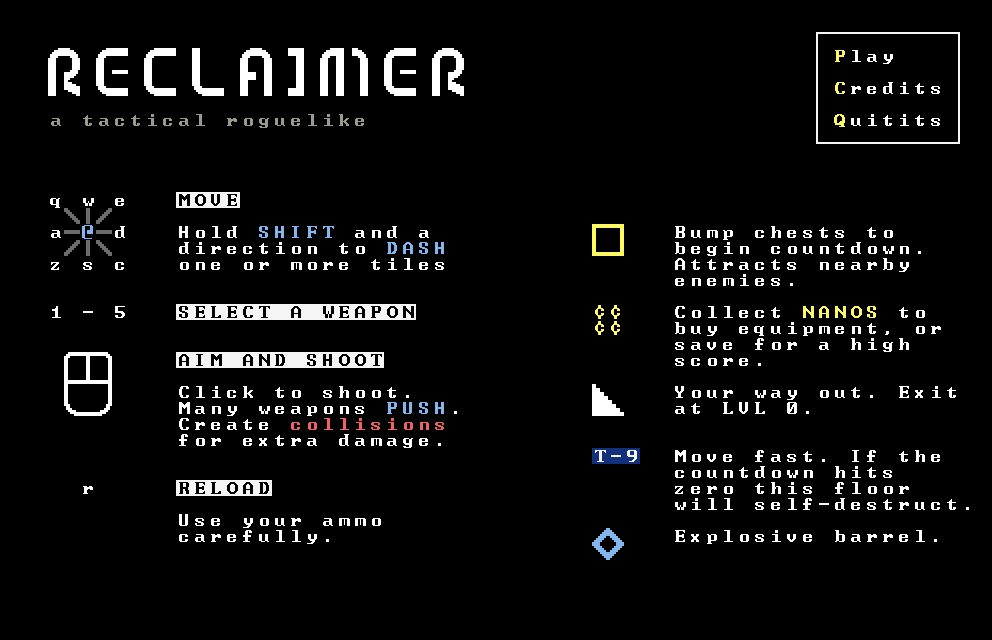 RECLAIMER
a tactical roguelike
Play
Credits
Quitits
q w e
a @ d
z s c
MOVE
Hold SHIFT and a
direction to DASH
one or more tiles
1 - 5
SELECT A WEAPON
AIM AND SHOOT
Click to shoot.
Many weapons PUSH.
Create collisions
for extra damage.
r
RELOAD
Use your ammo
carefully.
Bump chests to
begin countdown.
Attracts nearby
enemies.
¢¢
¢¢
Collect NANOS to
buy equipment, or
save for a high
score.
Your way out. Exit
at LVL 0.
T-9
Move fast. If the
countdown hits
zero this floor
will self-destruct.
Explosive barrel.